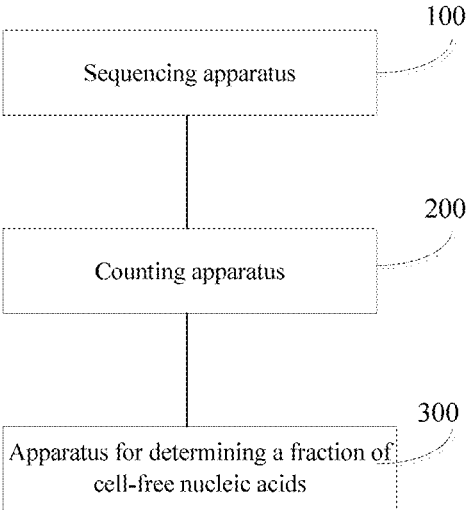 100
Sequencing apparatus
200
Counting apparatus
300
Apparatus for determining a fraction of
cell-free nucleic acids